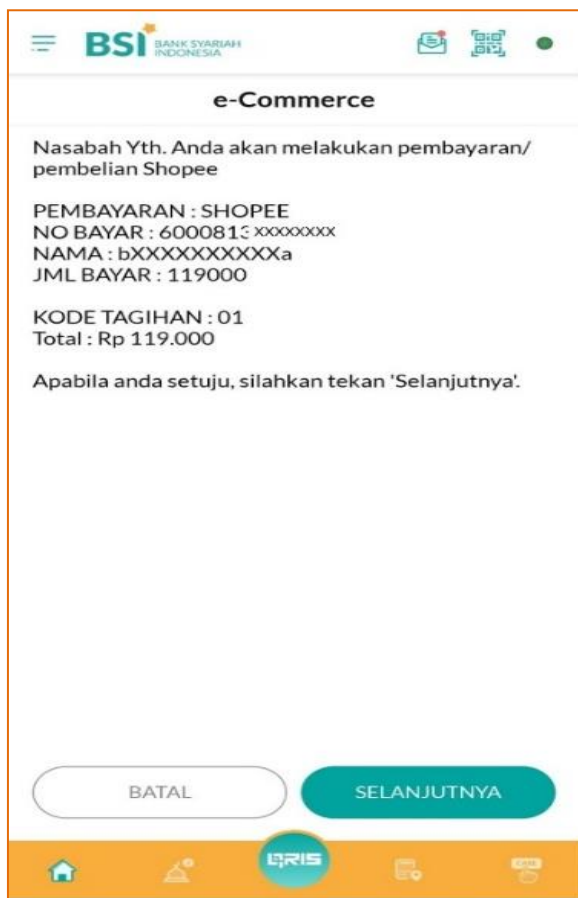 BSI BANK SYARIAH
INDONESIA
e-Commerce
Nasabah Yth. Anda akan melakukan pembayaran/
pembelian Shopee
PEMBAYARAN : SHOPEE
NO BAYAR : 600081 xxxxxxxx
NAMA : bXXXXXXXXXXa
JML BAYAR : 119000
KODE TAGIHAN : 01
Total : Rp 119.000
Apabila anda setuju, silahkan tekan 'Selanjutnya'.
BATAL
SELANJUTNYA
QRIS